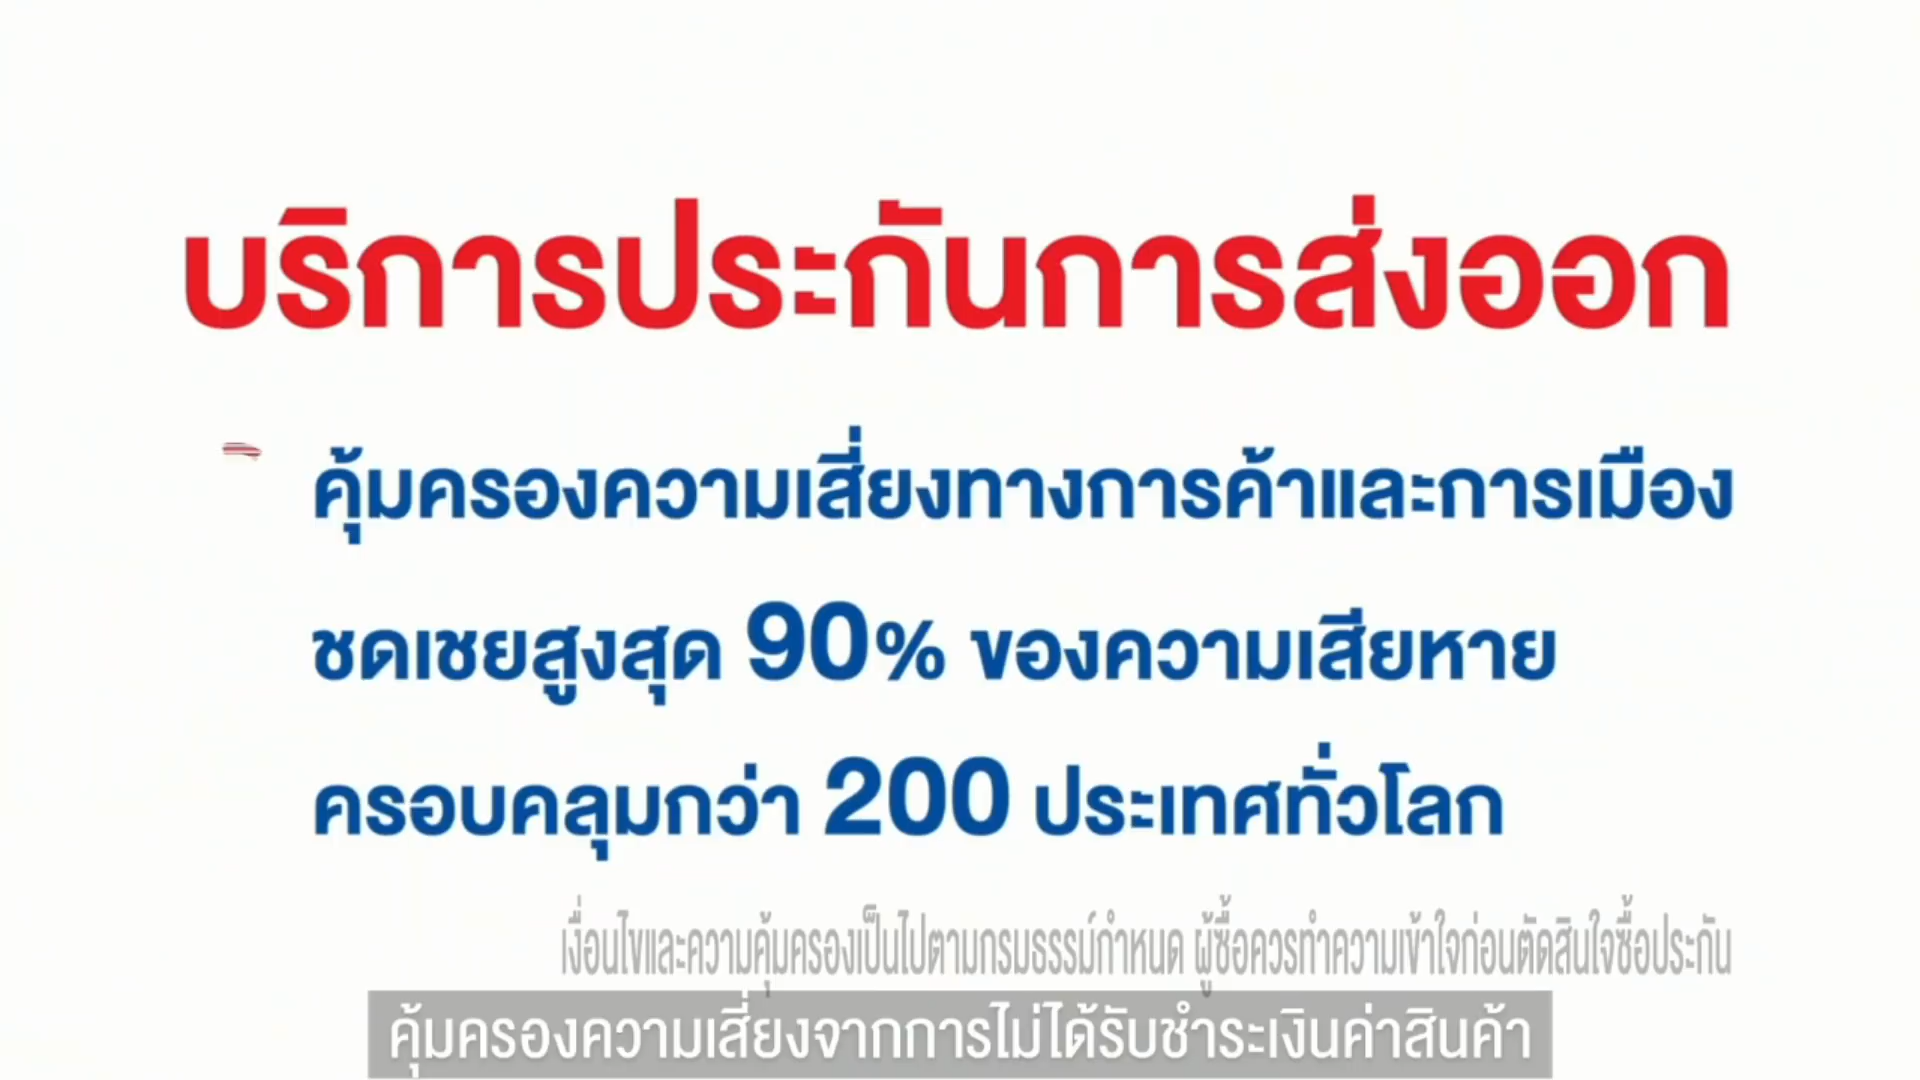 บริการประกันการส่งออก
คุ้มครองความเสี่ยงทางการค้าและการเมือง
ชดเชยสูงสุด 90% ของความเสียหาย
ครอบคลุมกว่า 200 ประเทศทั่วโลก
เงื่อนไขและความคุ้มครองเป็นไปตามกรมธรรม์กำหนด ผู้ซื้อควรทำความเข้าใจก่อนตัดสินใจซื้อประกัน
คุ้มครองความเสี่ยงจากการไม่ได้รับชำระเงินค่าสินค้า